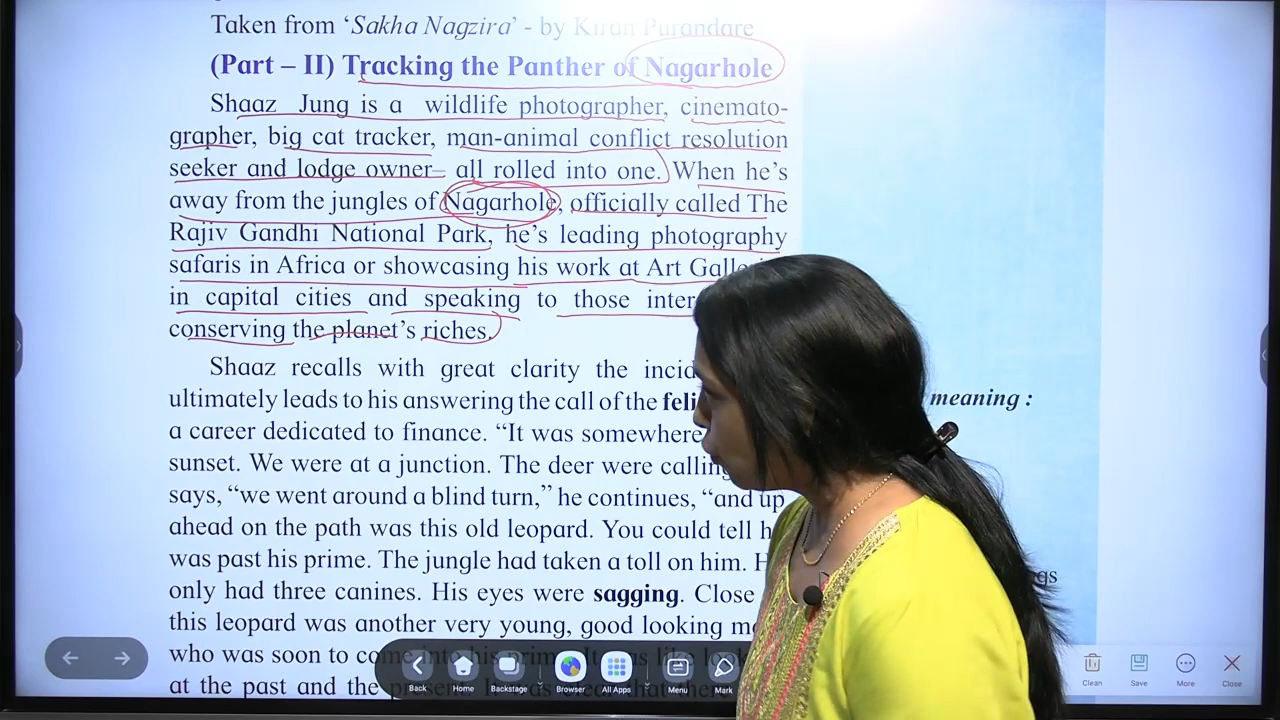 Taken from ‘Sakha Nagzira’ - by Kiran Purandare
(Part – II) Tracking the Panther of Nagarhole
Shaaz Jung is a wildlife photographer, cinemato-
grapher, big cat tracker, man-animal conflict resolution
seeker and lodge owner– all rolled into one. When he’s
away from the jungles of Nagarhole, officially called The
Rajiv Gandhi National Park, he’s leading photography
safaris in Africa or showcasing his work at Art
in capital cities and speaking to those
conserving the planet’s riches.
Shaaz recalls with great clarity the
ultimately leads to his answering the call of the
meaning :
a career dedicated to finance. “It was somewhere
sunset. We were at a junction. The deer were
says, “we went around a blind turn,” he continues, “and up
ahead on the path was this old leopard. You could tell
was past his prime. The jungle had taken a toll on him.
only had three canines. His eyes were sagging. Close
this leopard was another very young, good looking
who was soon to come into his
at the past and the
Back
Home
Backstage
Browser
All Apps
Menu
Mark
Clean
Save
More
Close